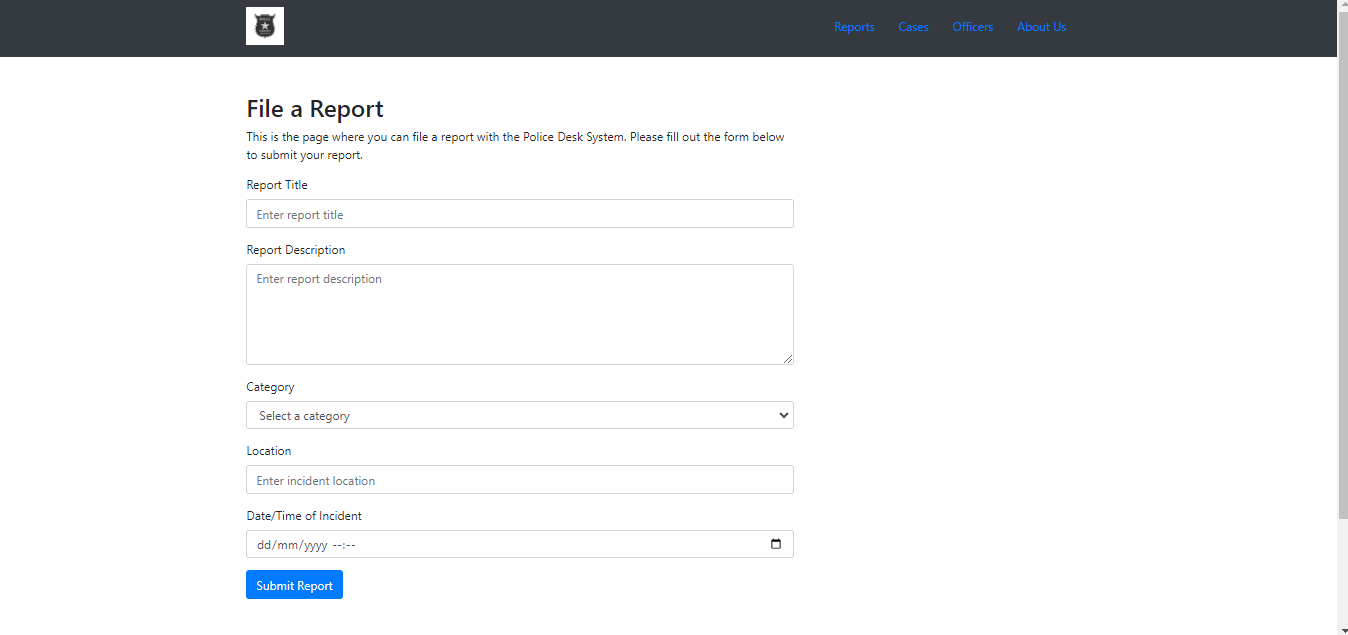 Reports Cases Officers About Us
File a Report
This is the page where you can file a report with the Police Desk System. Please fill out the form below
to submit your report.
Report Title
Enter report title
Report Description
Enter report description
Category
Select a category
Location
Enter incident location
Date/Time of Incident
dd/mm/yyyy --:--
Submit Report